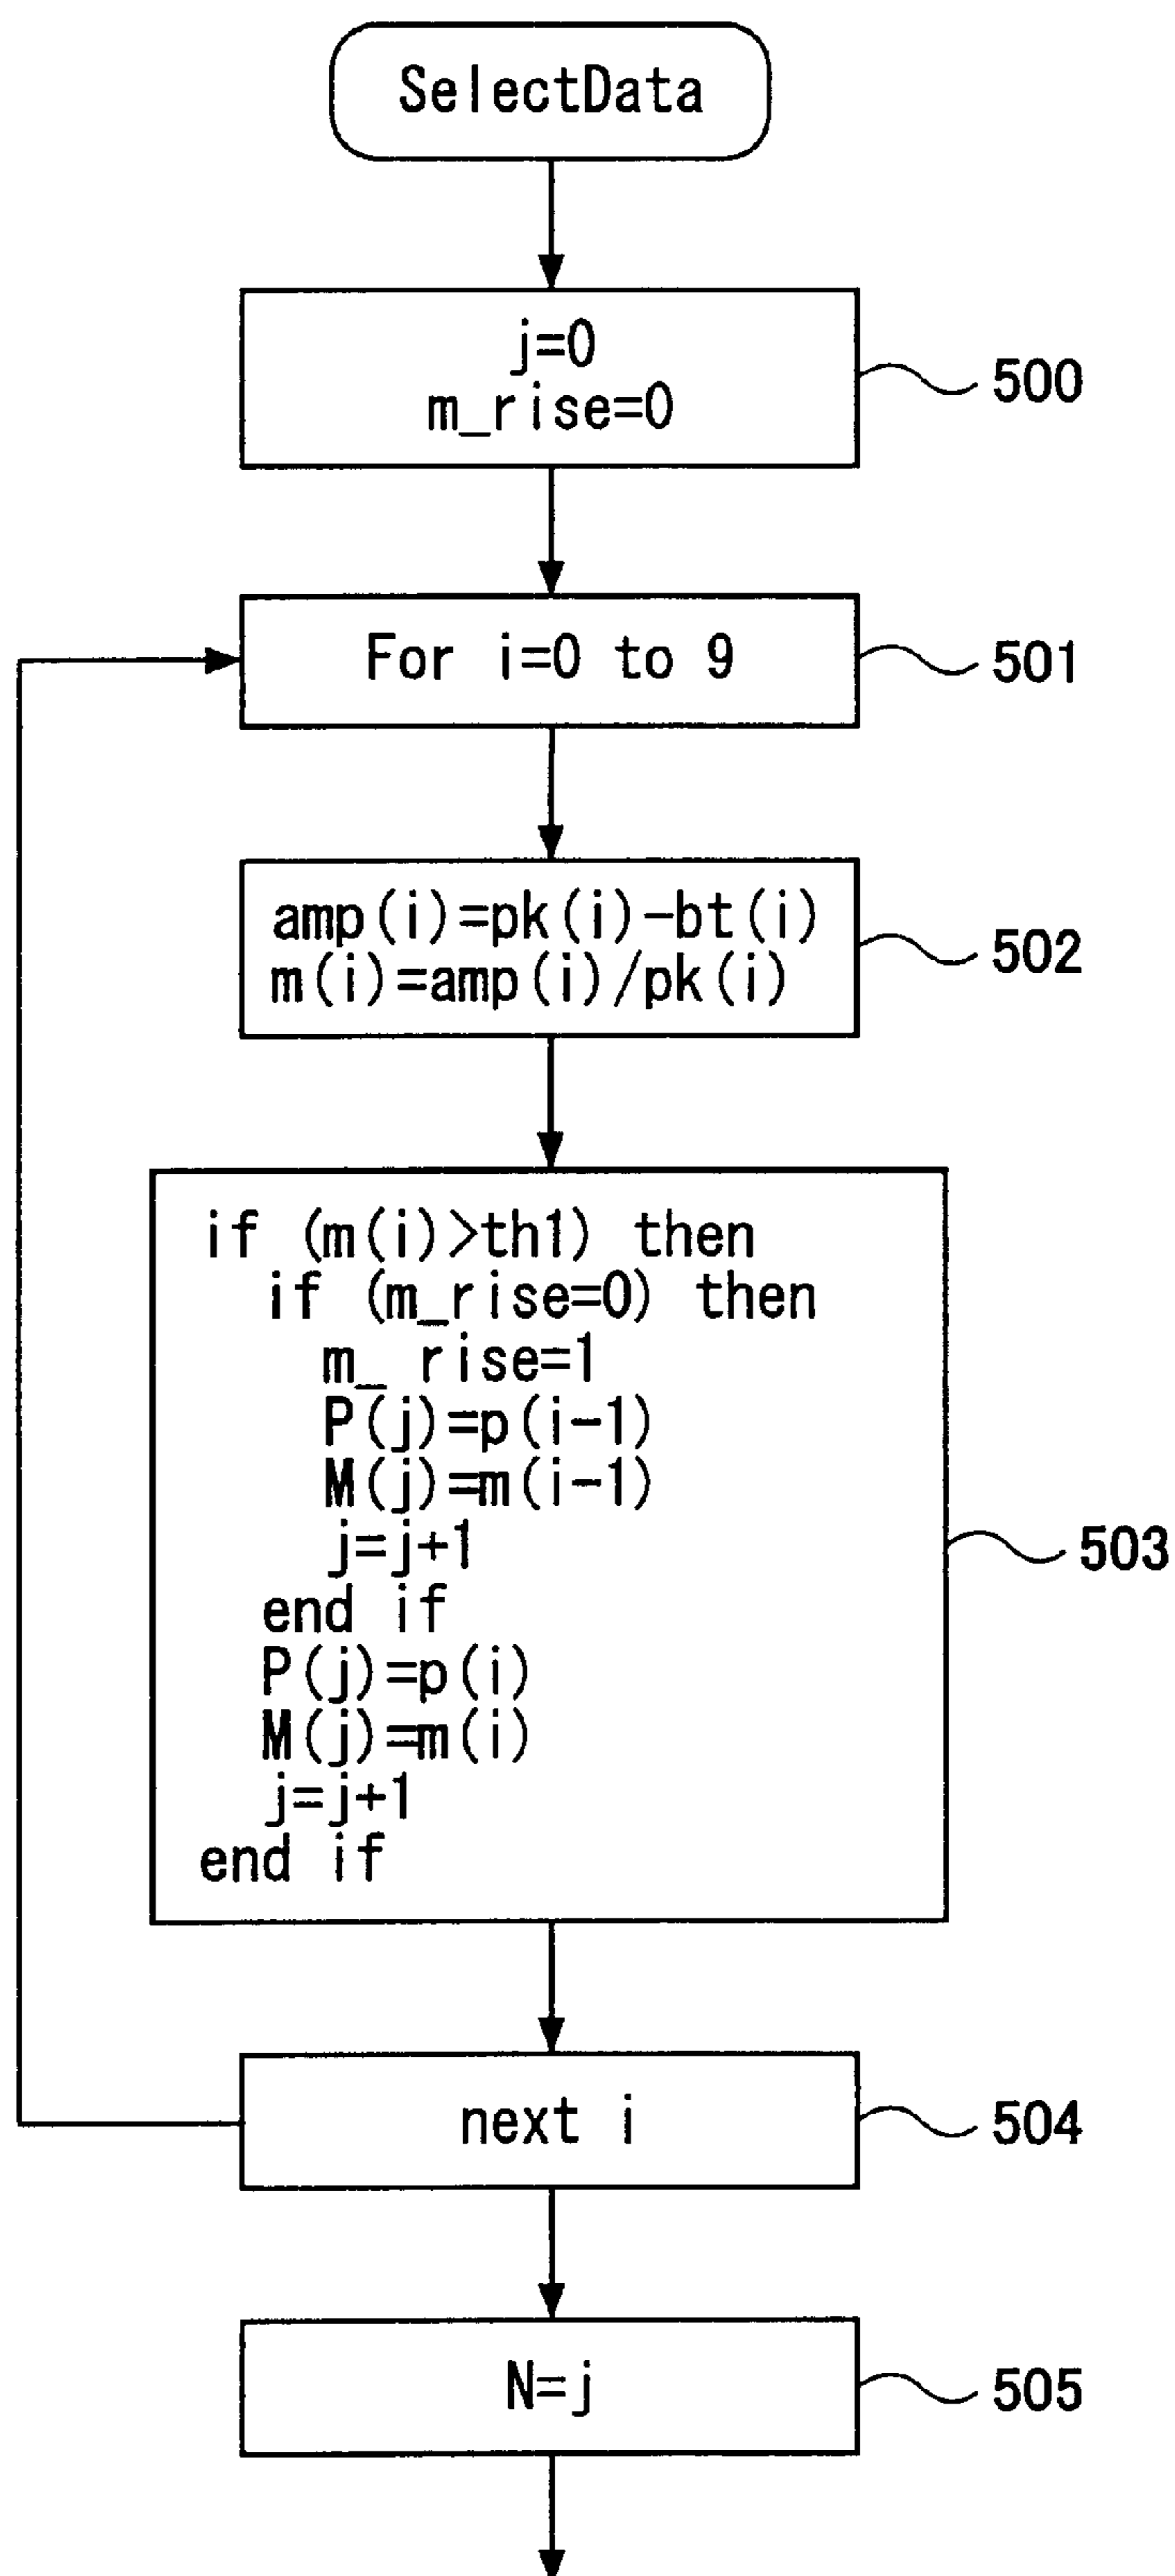 SelectData
j=0
m_rise=0
500
For i=0 to 9
501
amp(i)=pk(i)-bt(i)
m(i)=amp(i)/pk(i)
502
if (m(i)>th1) then
if (m_rise=0) then
m_ rise=1
P(j)=p(i-1)
M(j)=m(i-1)
j=j+1
end if
P(j)=p(i)
M(j)=m(i)
j=j+1
end if
503
next i
504
N=j
505